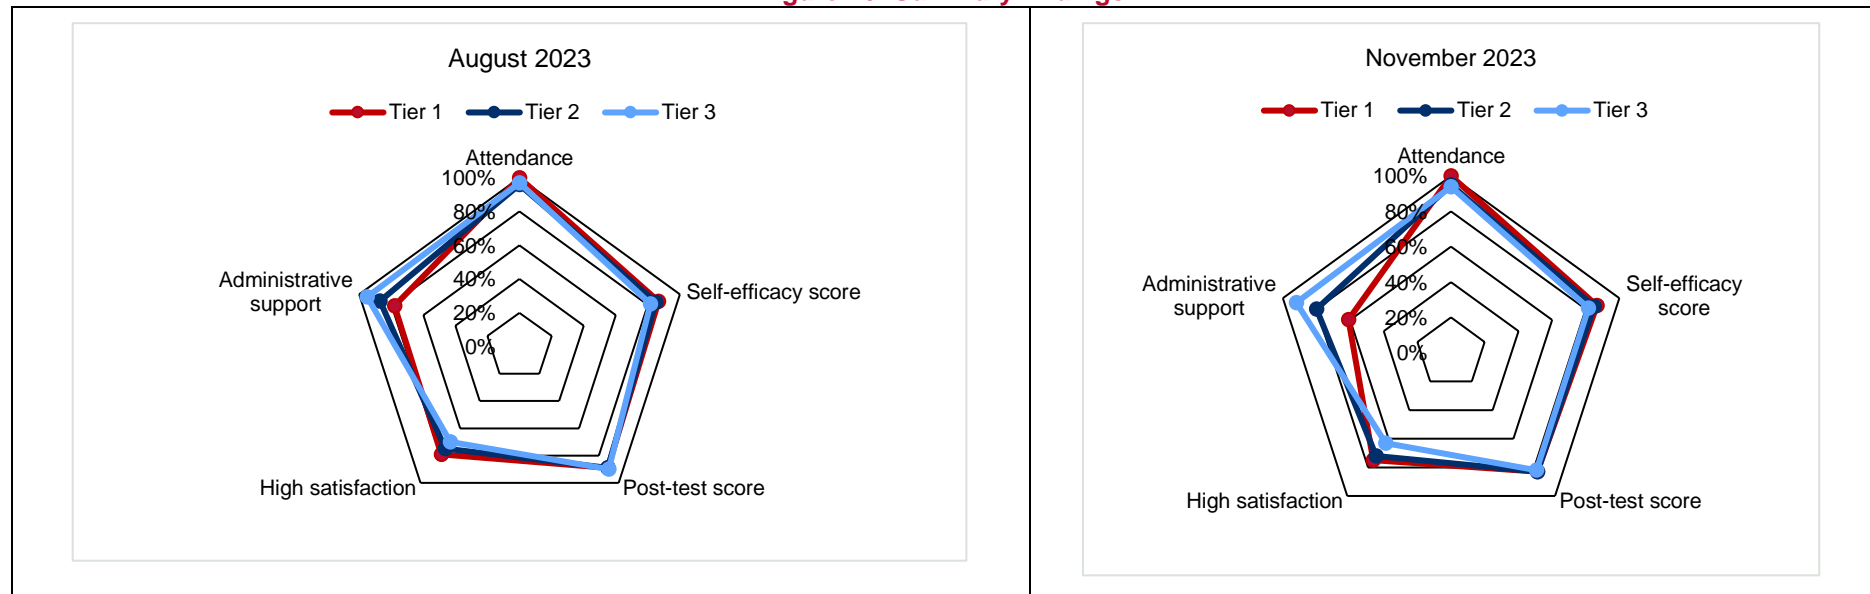 August 2023
Tier 1 Tier 2 Tier 3
Attendance
100%
80%
60%
40%
20%
0%
Self-efficacy score
Post-test score
High satisfaction
Administrative
support
November 2023
Tier 1 Tier 2 Tier 3
Attendance
100%
80%
60%
40%
20%
0%
Self-efficacy
score
Post-test score
High satisfaction
Administrative
support